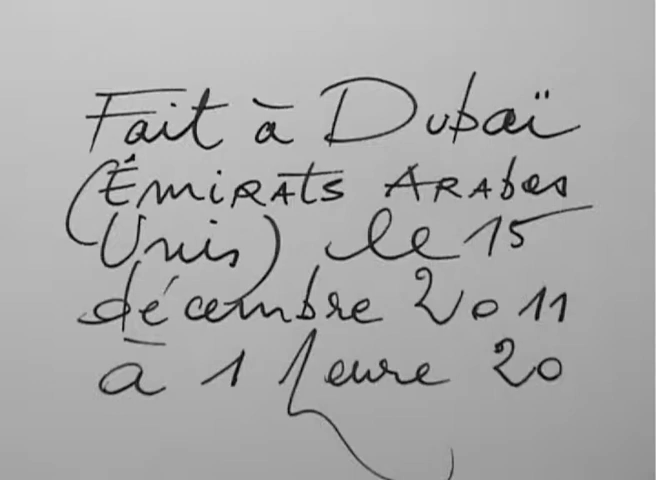 Fait à Dubaï
(Émirats Arabes
Unis) le 15
décembre 2011
à 1 heure 20